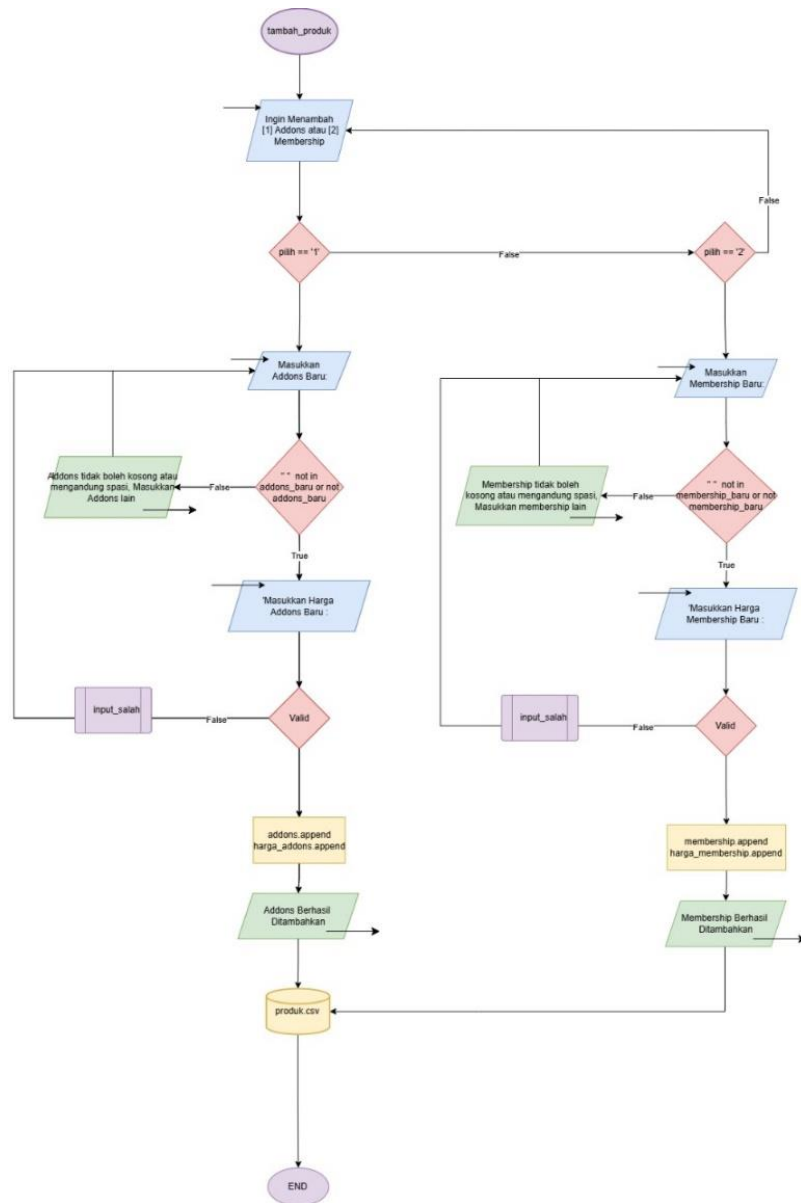 tambah_produk
Ingin Menambah
[1] Addons atau [2]
Membership
False
pilih == '1'
False
pilih == '2'
Masukkan
Addons Baru:
Masukkan
Membership Baru:
Addons tidak boleh kosong atau
mengandung spasi, Masukkan
Addons lain
False
" " not in
addons_baru or not
addons_baru
Membership tidak boleh
kosong atau mengandung spasi,
Masukkan membership lain
False
" " not in
membership_baru or not
membership_baru
True
True
'Masukkan Harga
Addons Baru :
'Masukkan Harga
Membership Baru :
input_salah
False
Valid
input_salah
False
Valid
addons.append
harga_addons.append
membership.append
harga_membership.append
Addons Berhasil
Ditambahkan
Membership Berhasil
Ditambahkan
produk.csv
END